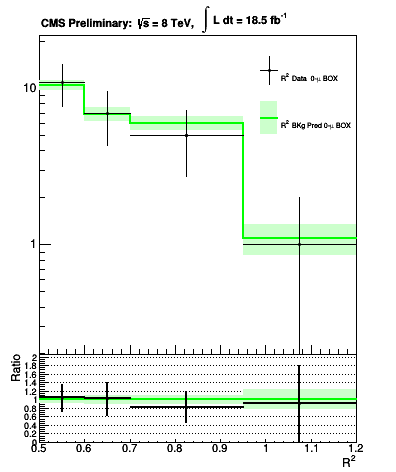 CMS Preliminary: √s = 8 TeV, ∫ L dt = 18.5 fb⁻¹
10
R² Data 0-μ BOX
R² BKg Pred 0-μ BOX
1
Ratio
2
1.8
1.6
1.4
1.2
1
0.8
0.6
0.4
0.2
0
0.5 0.6 0.7 0.8 0.9 1 1.1 1.2
R²